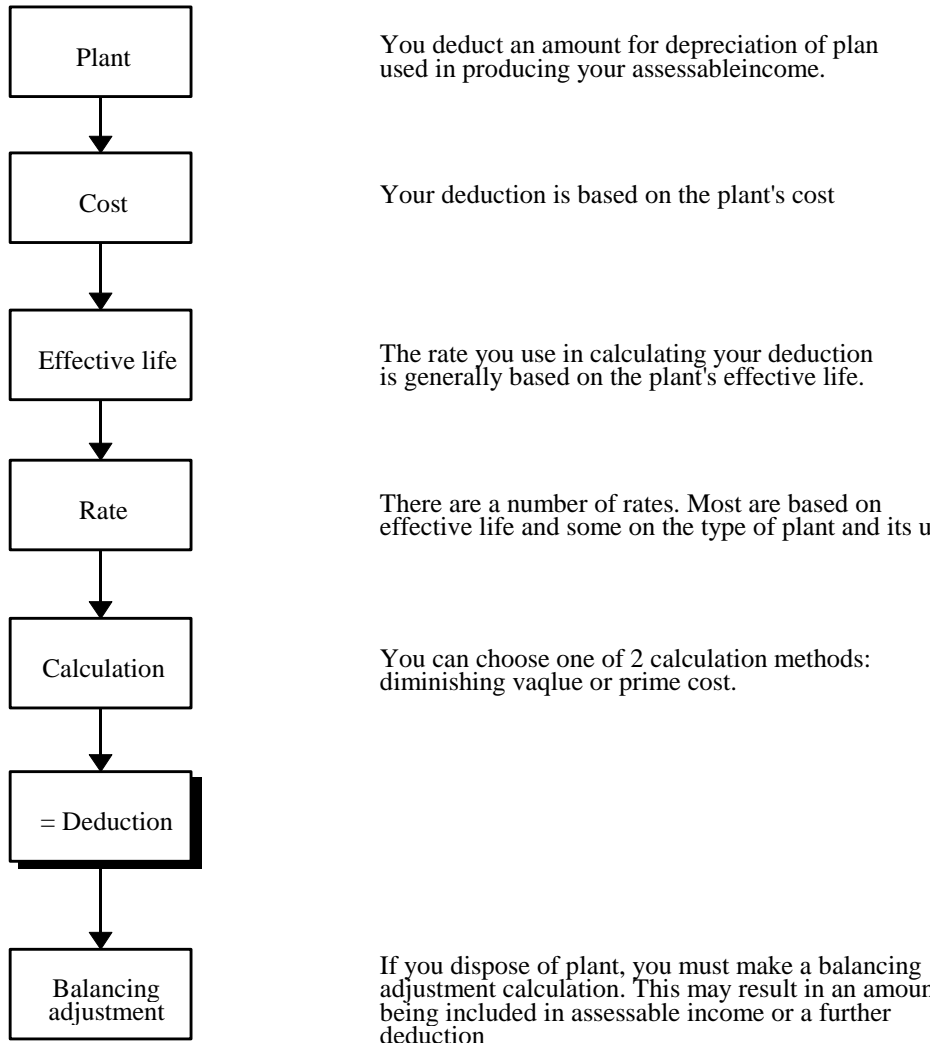 Plant
You deduct an amount for depreciation of plan
used in producing your assessableincome.
Cost
Your deduction is based on the plant's cost
Effective life
The rate you use in calculating your deduction
is generally based on the plant's effective life.
Rate
There are a number of rates. Most are based on
effective life and some on the type of plant and its u
Calculation
You can choose one of 2 calculation methods:
diminishing vaqlue or prime cost.
= Deduction
Balancing
adjustment
If you dispose of plant, you must make a balancing
adjustment calculation. This may result in an amoun
being included in assessable income or a further
deduction